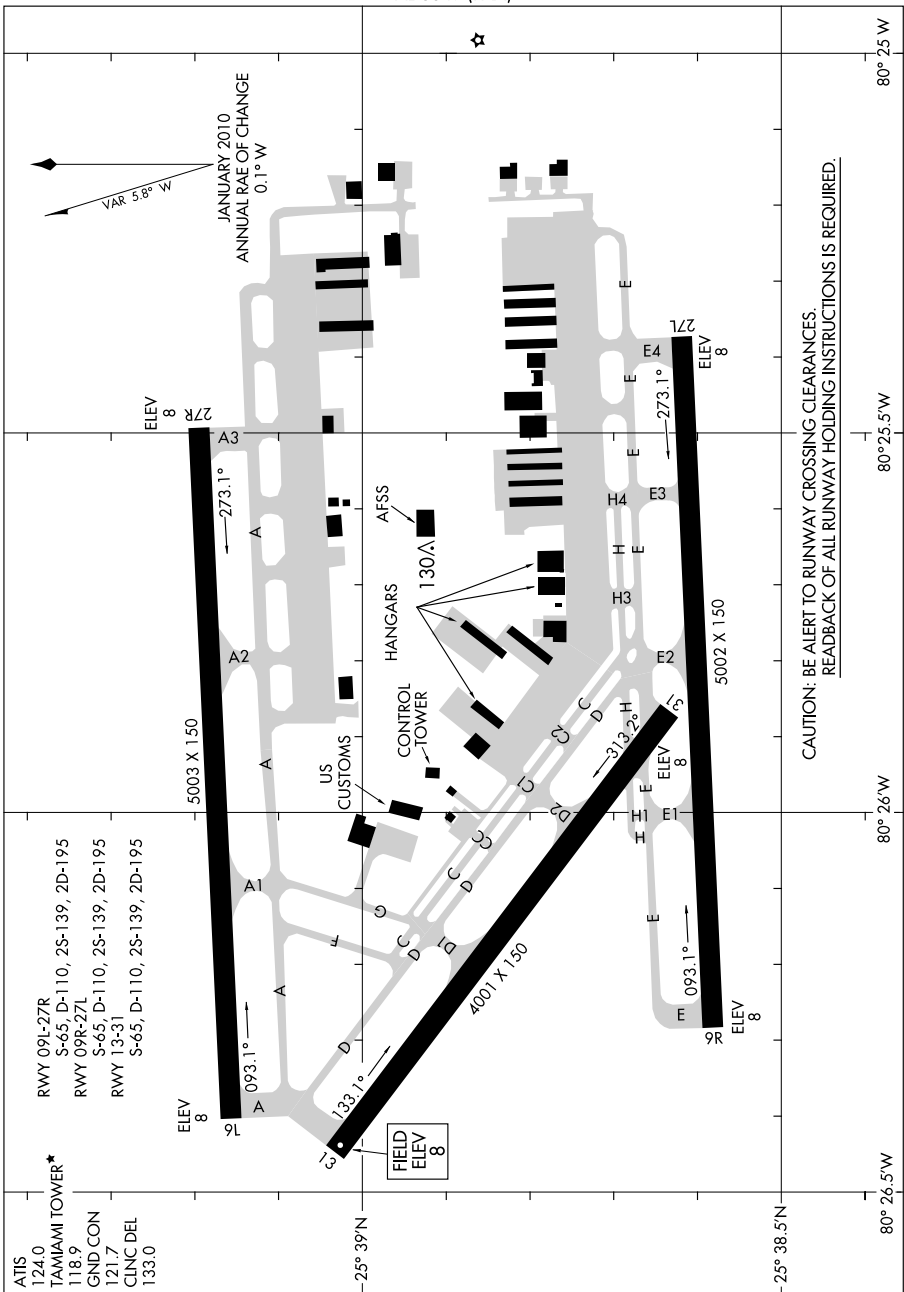 ATIS
124.0
TAMIAMI TOWER★
118.9
GND CON
121.7
CLNC DEL
133.0
RWY 09L-27R
S-65, D-110, 2S-139, 2D-195
RWY 09R-27L
S-65, D-110, 2S-139, 2D-195
RWY 13-31
S-65, D-110, 2S-139, 2D-195
VAR 5.8° W
JANUARY 2010
ANNUAL RAE OF CHANGE
0.1° W
ELEV
8
9L
093.1°
A
A
A1
A
A2
A
A3
5003 X 150
273.1°
27R
ELEV
8
F
G
13
FIELD
ELEV
8
133.1°
D
C
D
D1
C
D
CC
C1
D2
C2
C
D
4001 X 150
313.2°
31
ELEV
8
US
CUSTOMS
CONTROL
TOWER
HANGARS
AFSS
130
9R
ELEV
8
093.1°
E
E
H
H1
E1
E
H
E2
H3
H
E
H4
E3
E
E
E4
E
5002 X 150
273.1°
27L
ELEV
8
25° 39'N
25° 38.5'N
80° 26.5'W
80° 26'W
80° 25.5'W
80° 25 W
CAUTION: BE ALERT TO RUNWAY CROSSING CLEARANCES.
READBACK OF ALL RUNWAY HOLDING INSTRUCTIONS IS REQUIRED.